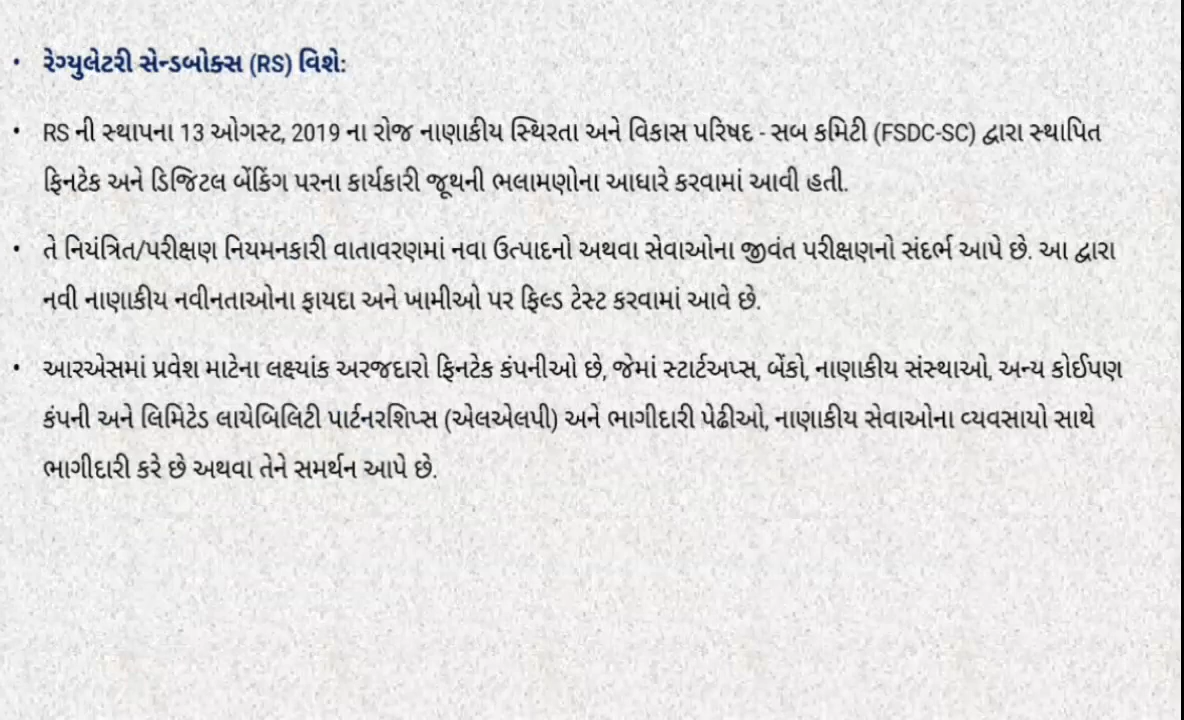 • રેગ્યુલેટરી સેન્ડબોક્સ (RS) વિશે:
• RS ની સ્થાપના 13 ઓગસ્ટ, 2019 ના રોજ નાણાકીય સ્થિરતા અને વિકાસ પરિષદ - સબ કમિટી (FSDC-SC) દ્વારા સ્થાપિત
ફિનટેક અને ડિજિટલ બેંકિંગ પરના કાર્યકારી જૂથની ભલામણોના આધારે કરવામાં આવી હતી.
• તે નિયંત્રિત/પરીક્ષણ નિયમનકારી વાતાવરણમાં નવા ઉત્પાદનો અથવા સેવાઓના જીવંત પરીક્ષણનો સંદર્ભ આપે છે. આ દ્વારા
નવી નાણાકીય નવીનતાઓના ફાયદા અને ખામીઓ પર ફિલ્ડ ટેસ્ટ કરવામાં આવે છે.
• આરએસમાં પ્રવેશ માટેના લક્ષ્યાંક અરજદારો ફિનટેક કંપનીઓ છે, જેમાં સ્ટાર્ટઅપ્સ, બેંકો, નાણાકીય સંસ્થાઓ, અન્ય કોઈપણ
કંપની અને લિમિટેડ લાયેબિલિટી પાર્ટનરશિપ્સ (એલએલપી) અને ભાગીદારી પેઢીઓ, નાણાકીય સેવાઓના વ્યવસાયો સાથે
ભાગીદારી કરે છે અથવા તેને સમર્થન આપે છે.